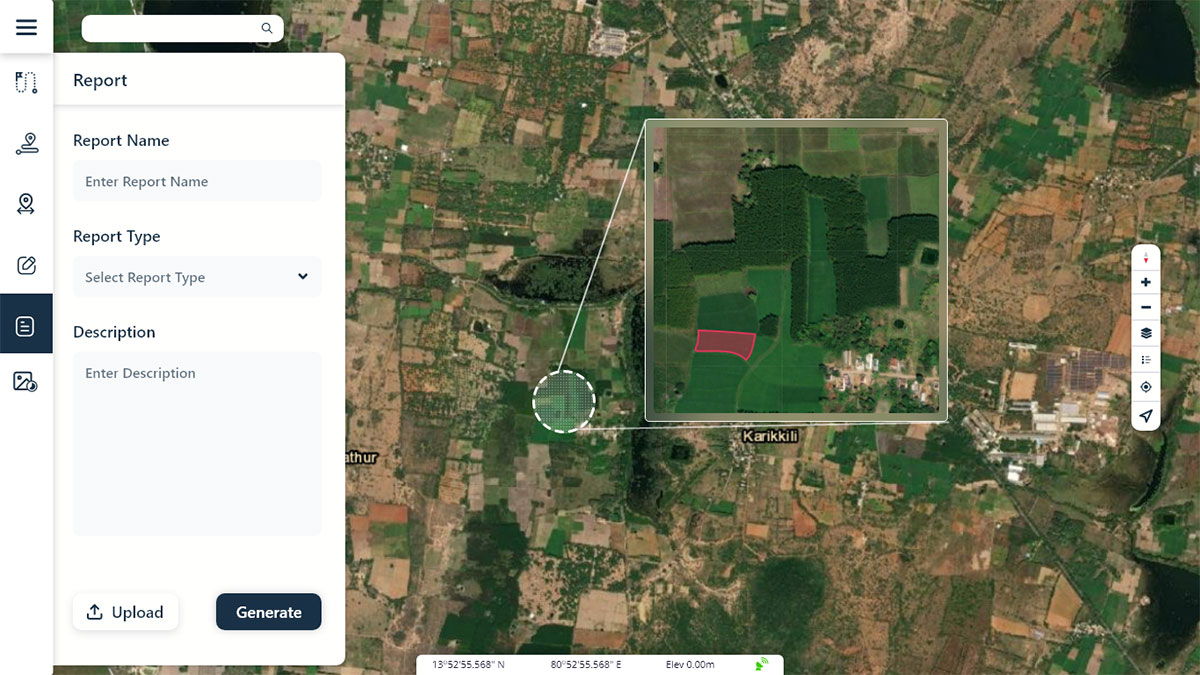 Report
Report Name
Enter Report Name
Report Type
Select Report Type
Description
Enter Description
Upload
Generate
athur
Karikkili
13°52'55.568" N 80°52'55.568" E Elev 0.00m